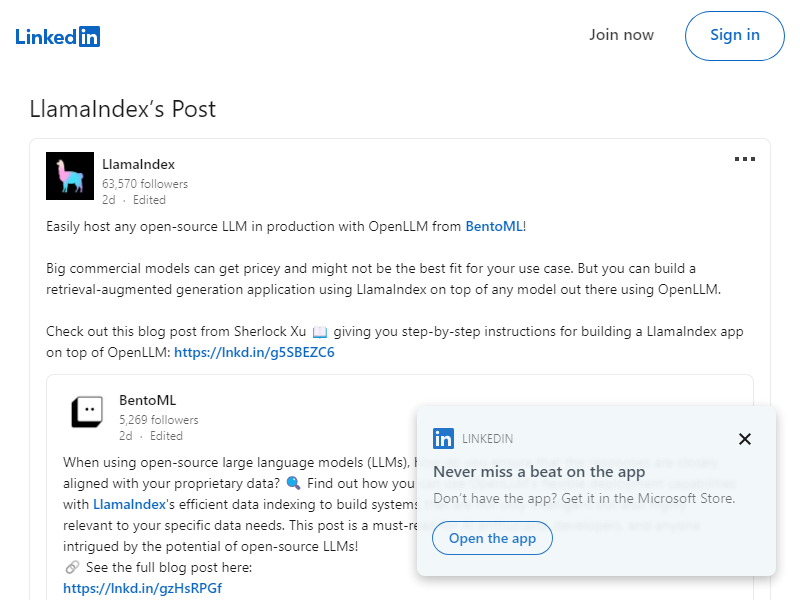 LinkedIn
Join now
Sign in
LlamaIndex’s Post
LlamaIndex
63,570 followers
2d · Edited
Easily host any open-source LLM in production with OpenLLM from BentoML!
Big commercial models can get pricey and might not be the best fit for your use case. But you can build a
retrieval-augmented generation application using LlamaIndex on top of any model out there using OpenLLM.
Check out this blog post from Sherlock Xu 📖 giving you step-by-step instructions for building a LlamaIndex app
on top of OpenLLM: https://lnkd.in/g5SBEZC6
BentoML
5,269 followers
2d · Edited
When using open-source large language models (LLMs),
aligned with your proprietary data? 🔍 Find out how you
with LlamaIndex's efficient data indexing to build systems
relevant to your specific data needs. This post is a
intrigued by the potential of open-source LLMs!
🔗 See the full blog post here:
https://lnkd.in/gzHsRPGf
in LINKEDIN
Never miss a beat on the app
Don’t have the app? Get it in the Microsoft Store.
Open the app